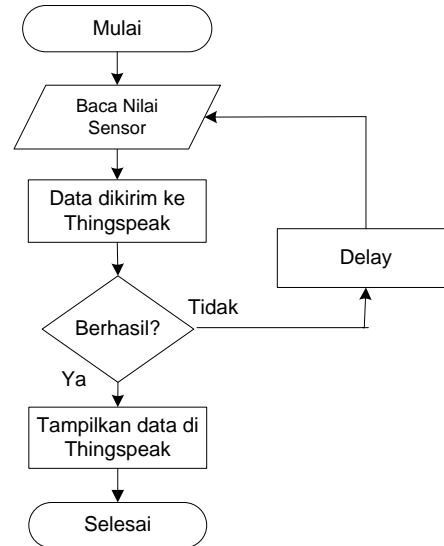 Mulai
Baca Nilai
Sensor
Data dikirim ke
Thingspeak
Delay
Tidak
Berhasil?
Ya
Tampilkan data di
Thingspeak
Selesai